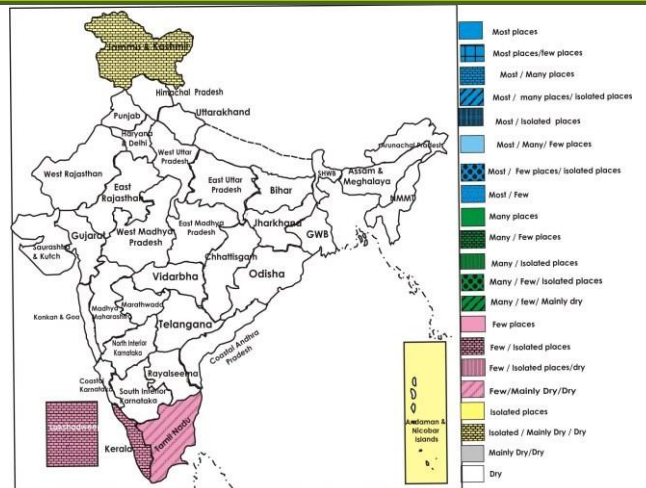 Jammu & Kashmir
Himachal Pradesh
Uttarakhand
Punjab
Haryana
& Delhi
West Uttar
Pradesh
Arunachal Pradesh
West Rajasthan
East
Rajasthan
East Uttar
Pradesh
Bihar
SHWB
Assam &
Meghalaya
NMMT
Saurashtra
& Kutch
Gujarat
West Madhya
Pradesh
East Madhya
Pradesh
Jharkhand
GWB
Chhattisgarh
Odisha
Vidarbha
Konkan & Goa
Madhya
Maharashtra
Marathwada
Telangana
North Interior
Karnataka
Coastal Andhra
Pradesh
Rayalseema
Coastal
Karnataka
South Interior
Karnataka
Kerala
Tamil Nadu
Andaman &
Nicobar
Islands
Most places
Most places/few places
Most / Many places
Most / many places/isolated places
Most / Isolated places
Most / Many/ Few places
Most / Few places/ isolated places
Most / Few
Many places
Many / Few places
Many / Isolated places
Many / Few/ Isolated places
Many / few/ Mainly dry
Few places
Few / Isolated places
Few / Isolated places/dry
Few/Mainly Dry/Dry
Isolated places
Isolated / Mainly Dry / Dry
Mainly Dry/Dry
Dry